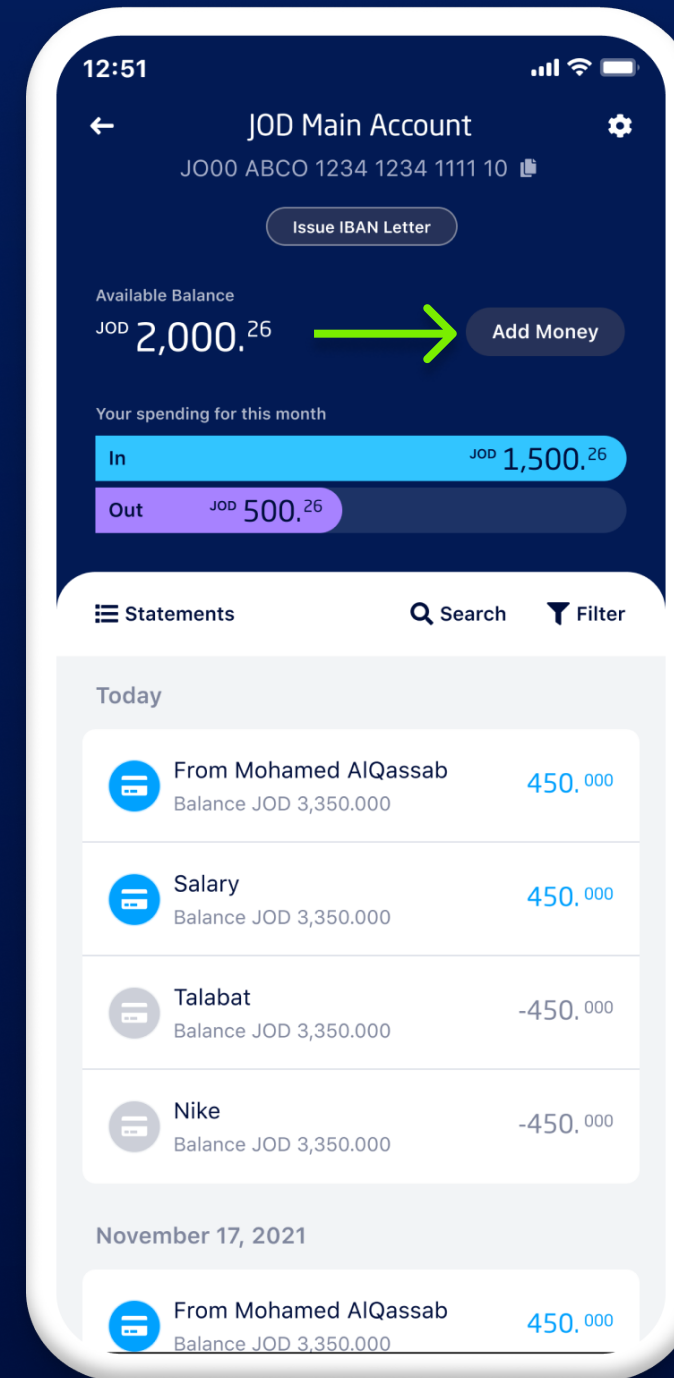 12:51
JOD Main Account
JO00 ABCO 1234 1234 1111 10
Issue IBAN Letter
Available Balance
JOD 2,000.26
Add Money
Your spending for this month
In JOD 1,500.26
Out JOD 500.26
Statements Search Filter
Today
From Mohamed AlQassab 450.000
Balance JOD 3,350.000
Salary 450.000
Balance JOD 3,350.000
Talabat -450.000
Balance JOD 3,350.000
Nike -450.000
Balance JOD 3,350.000
November 17, 2021
From Mohamed AlQassab 450.000
Balance JOD 3,350.000